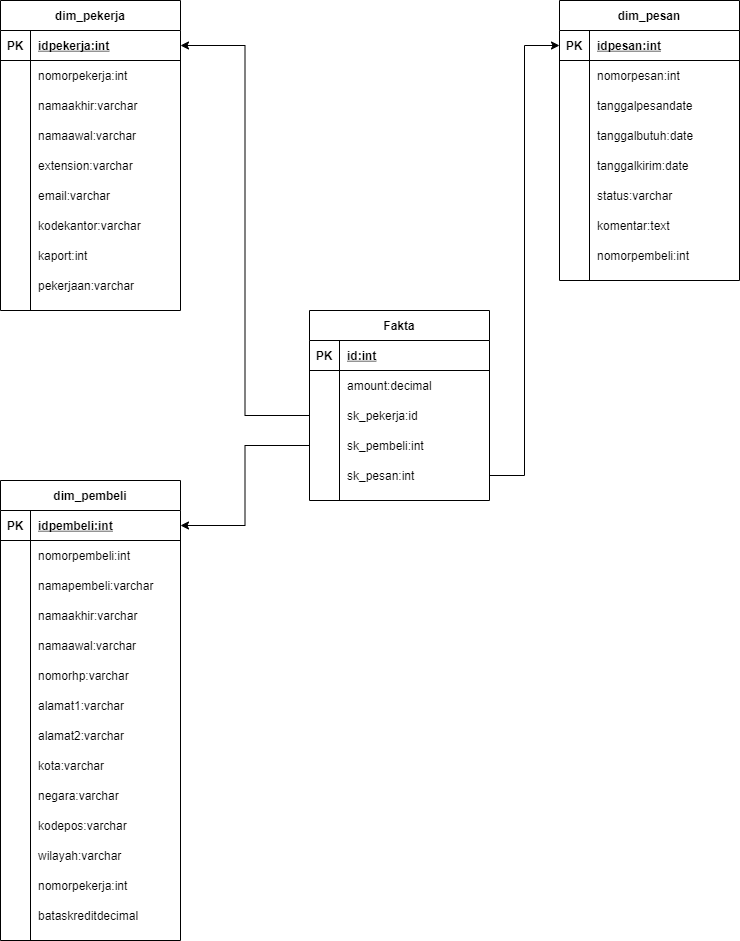 dim_pekerja
PK idpekerja:int
nomorpekerja:int
namaakhir:varchar
namaawal:varchar
extension:varchar
email:varchar
kodekantor:varchar
kaport:int
pekerjaan:varchar
dim_pesan
PK idpesan:int
nomorpesan:int
tanggalpesandate
tanggalbutuh:date
tanggalkirim:date
status:varchar
komentar:text
nomorpembeli:int
Fakta
PK id:int
amount:decimal
sk_pekerja:id
sk_pembeli:int
sk_pesan:int
dim_pembeli
PK idpembeli:int
nomorpembeli:int
namapembeli:varchar
namaakhir:varchar
namaawal:varchar
nomorhp:varchar
alamat1:varchar
alamat2:varchar
kota:varchar
negara:varchar
kodepos:varchar
wilayah:varchar
nomorpekerja:int
bataskreditdecimal